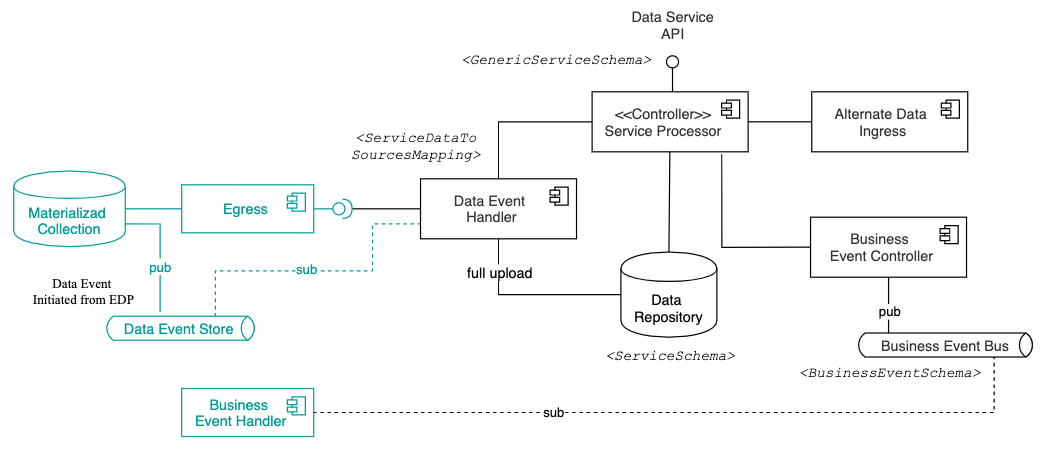 Data Service
API
<GenericServiceSchema>
<<Controller>>
Service Processor
Alternate Data
Ingress
<ServiceDataTo
SourcesMapping>
Materializad
Collection
Egress
Data Event
Handler
Business
Event Controller
pub
sub
full upload
Data Event
Initiated from EDP
Data Repository
pub
Data Event Store
Business Event Bus
<ServiceSchema>
<BusinessEventSchema>
Business
Event Handler
sub